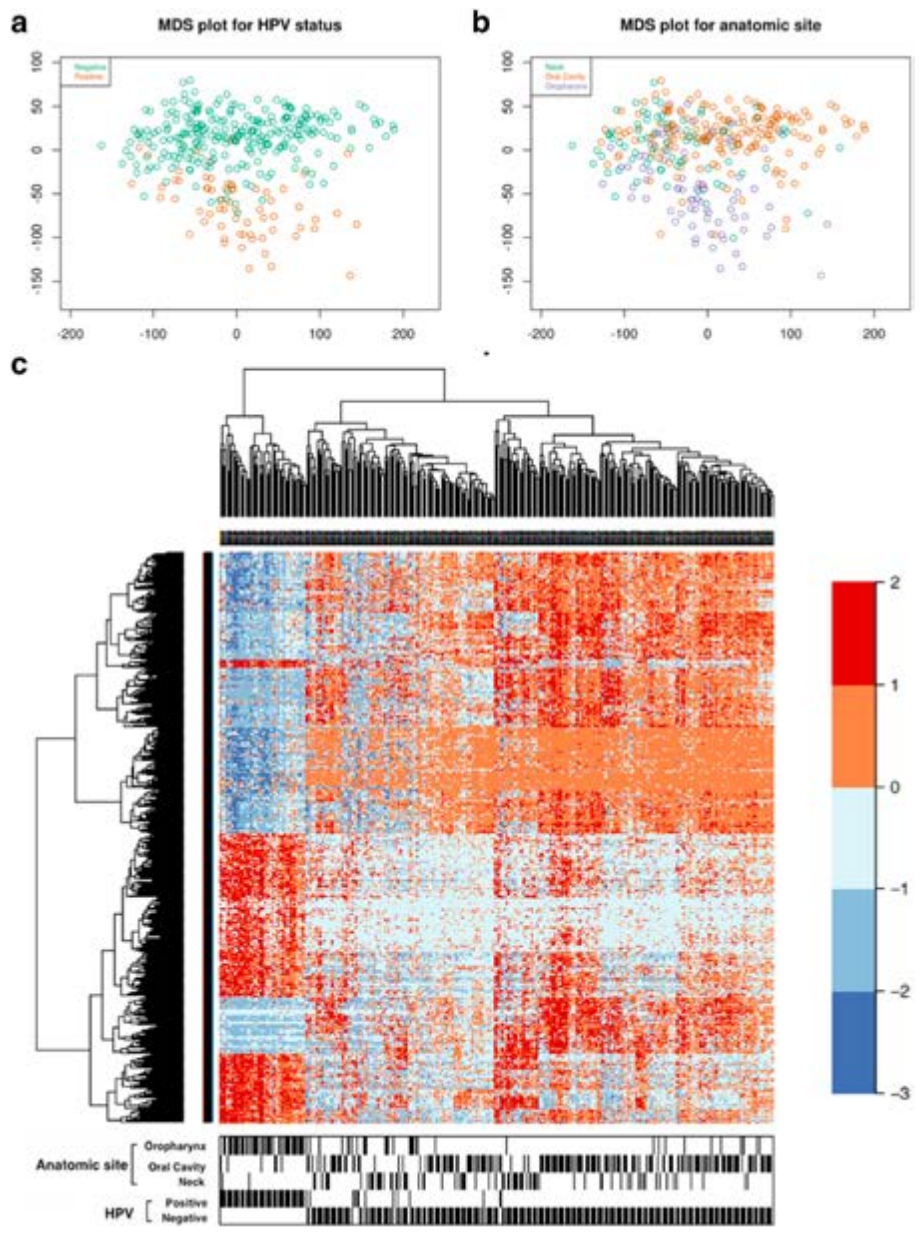 a
MDS plot for HPV status
Negative
Positive
100
50
0
-50
-100
-150
-200
-100
0
100
200
b
MDS plot for anatomic site
Neck
Oral Cavity
Oropharynx
100
50
0
-50
-100
-150
-200
-100
0
100
200
c
2
1
0
-1
-2
-3
Anatomic site
Oropharynx
Oral Cavity
Neck
HPV
Positive
Negative